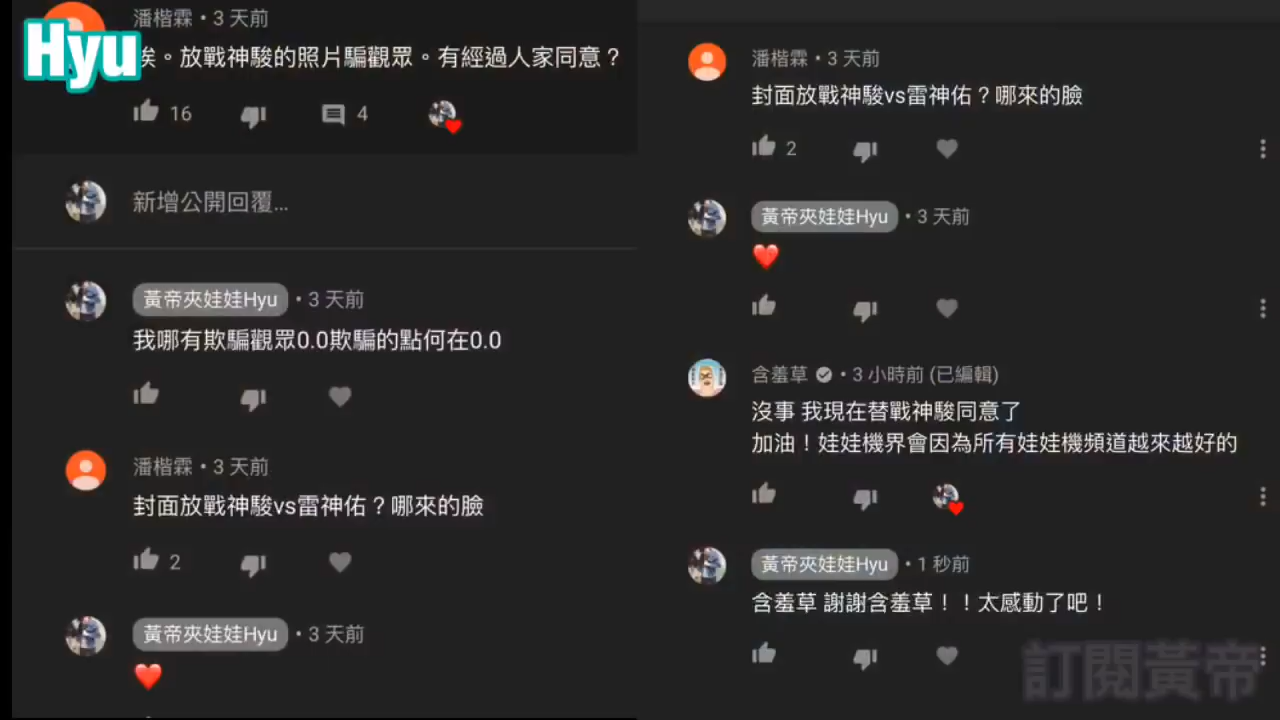 Hyu
潘楷霖・3 天前
唉。放戰神駿的照片騙觀眾。有經過人家同意？
16
4
新增公開回覆...
黃帝夾娃娃Hyu・3 天前
我哪有欺騙觀眾0.0欺騙的點何在0.0
潘楷霖・3 天前
封面放戰神駿vs雷神佑？哪來的臉
2
黃帝夾娃娃Hyu・3 天前
潘楷霖・3 天前
封面放戰神駿vs雷神佑？哪來的臉
2
黃帝夾娃娃Hyu・3 天前
含羞草・3 小時前 (已編輯)
沒事 我現在替戰神駿同意了
加油！娃娃機界會因為所有娃娃機頻道越來越好的
黃帝夾娃娃Hyu・1 秒前
含羞草 謝謝含羞草！！太感動了吧！
訂閱黃帝